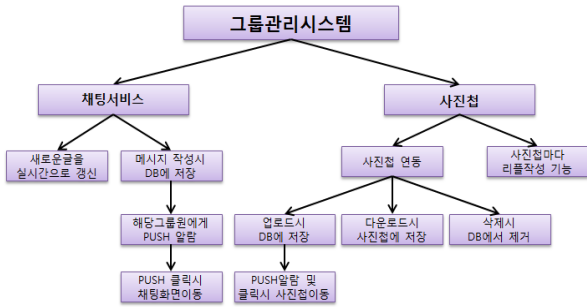 그룹관리시스템
채팅서비스
사진첩
새로운글을
실시간으로 갱신
메시지 작성시
DB에 저장
사진첩 연동
사진첩마다
리플작성 기능
해당그룹원에게
PUSH 알람
업로드시
DB에 저장
다운로드시
사진첩에 저장
삭제시
DB에서 제거
PUSH 클릭시
채팅화면이동
PUSH알람 및
클릭시 사진첩이동